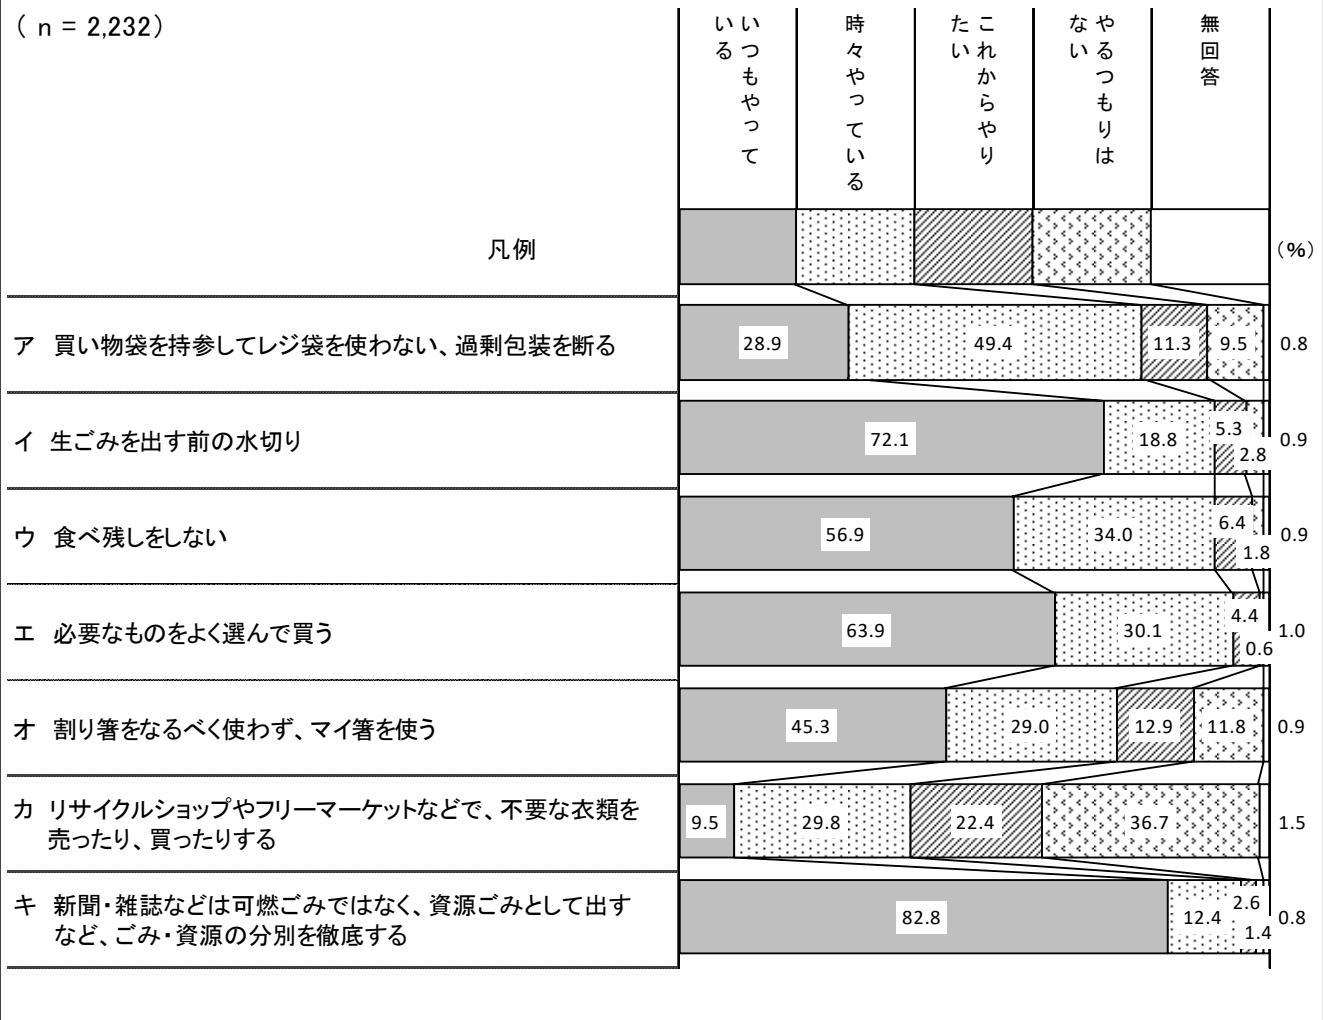 ( n = 2,232)
いつもやって
いる
時々やっている
これからやり
たい
やるつもりは
ない
無回答
凡例
(%)
ア 買い物袋を持参してレジ袋を使わない、過剰包装を断る
28.9 49.4 11.3 9.5 0.8
イ 生ごみを出す前の水切り
72.1 18.8 5.3 2.8 0.9
ウ 食べ残しをしない
56.9 34.0 6.4 1.8 0.9
エ 必要なものをよく選んで買う
63.9 30.1 4.4 0.6 1.0
オ 割り箸をなるべく使わず、マイ箸を使う
45.3 29.0 12.9 11.8 0.9
カ リサイクルショップやフリーマーケットなどで、不要な衣類を
売ったり、買ったりする
9.5 29.8 22.4 36.7 1.5
キ 新聞・雑誌などは可燃ごみではなく、資源ごみとして出す
など、ごみ・資源の分別を徹底する
82.8 12.4 2.6 1.4 0.8